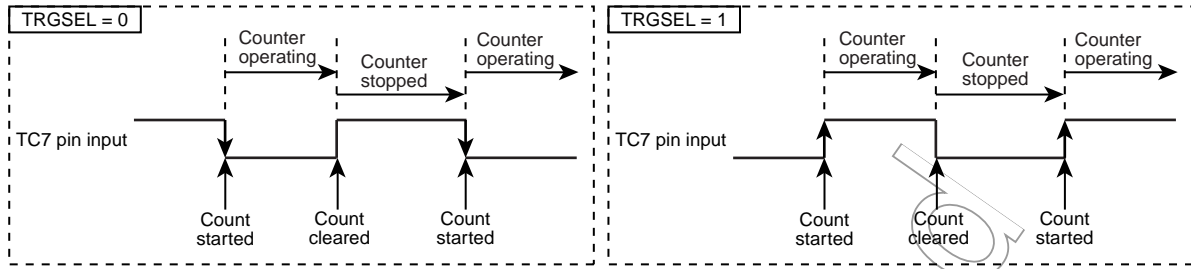 TRGSEL = 0
Counter
operating
Counter
stopped
Counter
operating
TC7 pin input
Count
started
Count
cleared
Count
started
TRGSEL = 1
Counter
operating
Counter
stopped
Counter
operating
TC7 pin input
Count
started
Count
cleared
Count
started